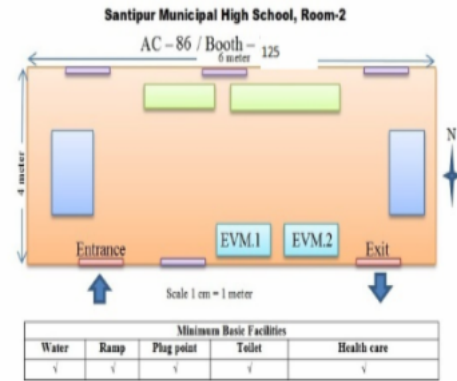 Santipur Municipal High School, Room-2
AC – 86 / Booth – 125
6 meter
4 meter
N
EVM.1 EVM.2
Entrance Exit
Scale 1 cm = 1 meter
Minimum Basic Facilities
Water Ramp Plug point Toilet Health care
√ √ √ √ √